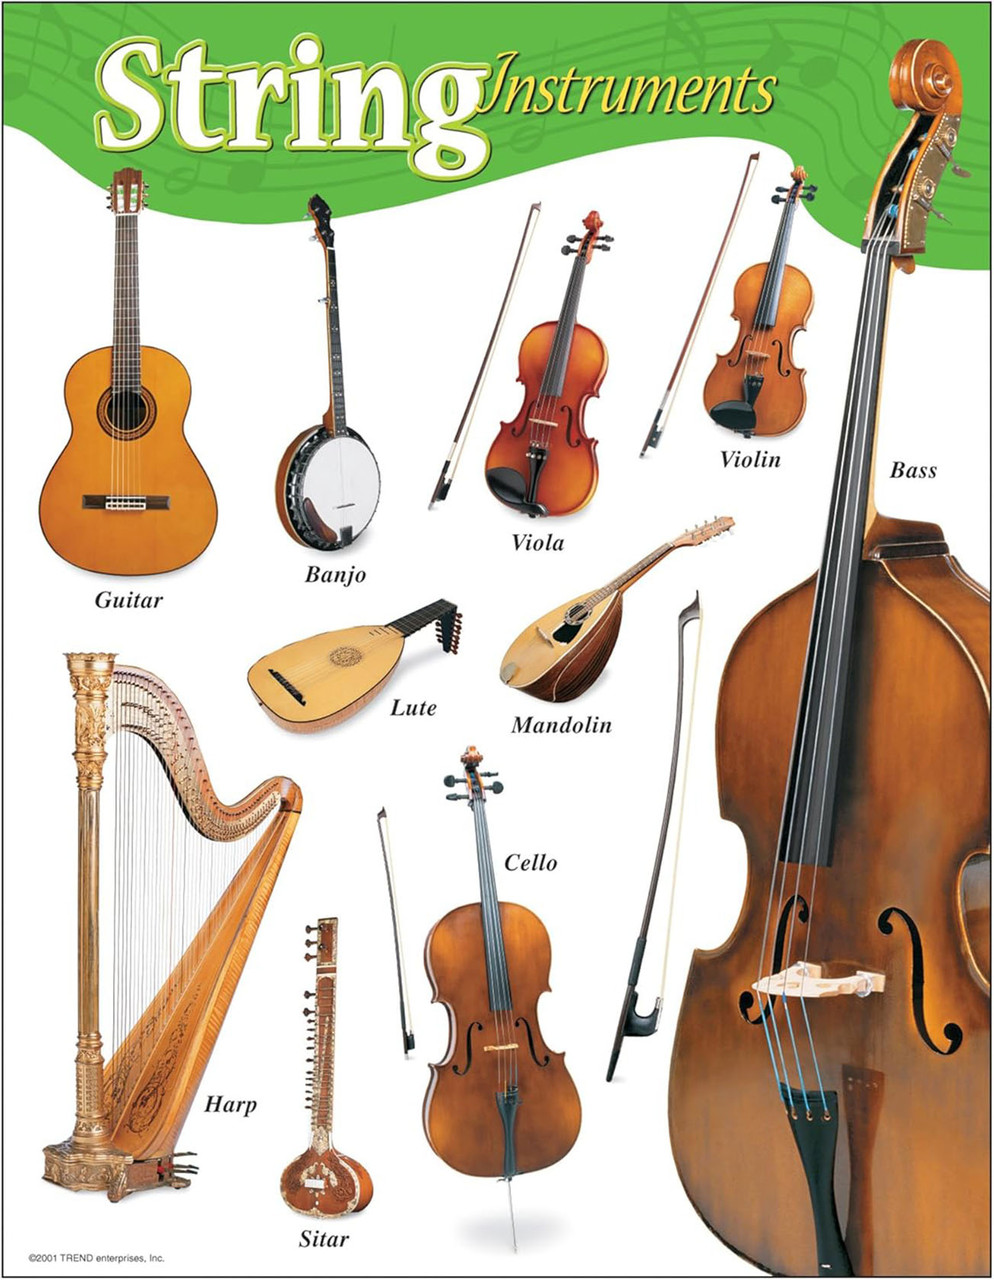 String Instruments
Guitar
Banjo
Viola
Violin
Bass
Lute
Mandolin
Harp
Sitar
Cello
©2001 TREND enterprises, Inc.